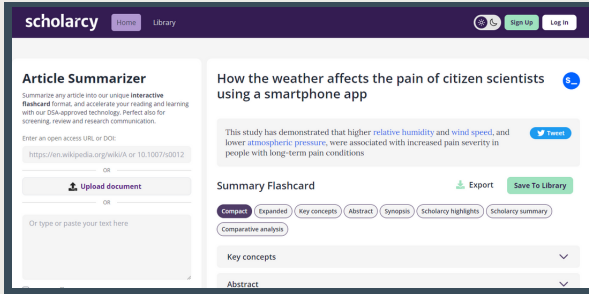 scholarcy
Home
Library
Sign Up
Log In
Article Summarizer
Summarize any article into our unique interactive
flashcard format, and accelerate your reading and learning
with our DSA-approved technology. Perfect also for
screening, review and research communication.
Enter an open access URL or DOI:
https://en.wikipedia.org/wiki/A or 10.1007/s0012
OR
Upload document
OR
Or type or paste your text here
How the weather affects the pain of citizen scientists
using a smartphone app
This study has demonstrated that higher relative humidity and wind speed, and
lower atmospheric pressure, were associated with increased pain severity in
people with long-term pain conditions
Tweet
Summary Flashcard
Export
Save To Library
Compact
Expanded
Key concepts
Abstract
Synopsis
Scholarcy highlights
Scholarcy summary
Comparative analysis
Key concepts
Abstract